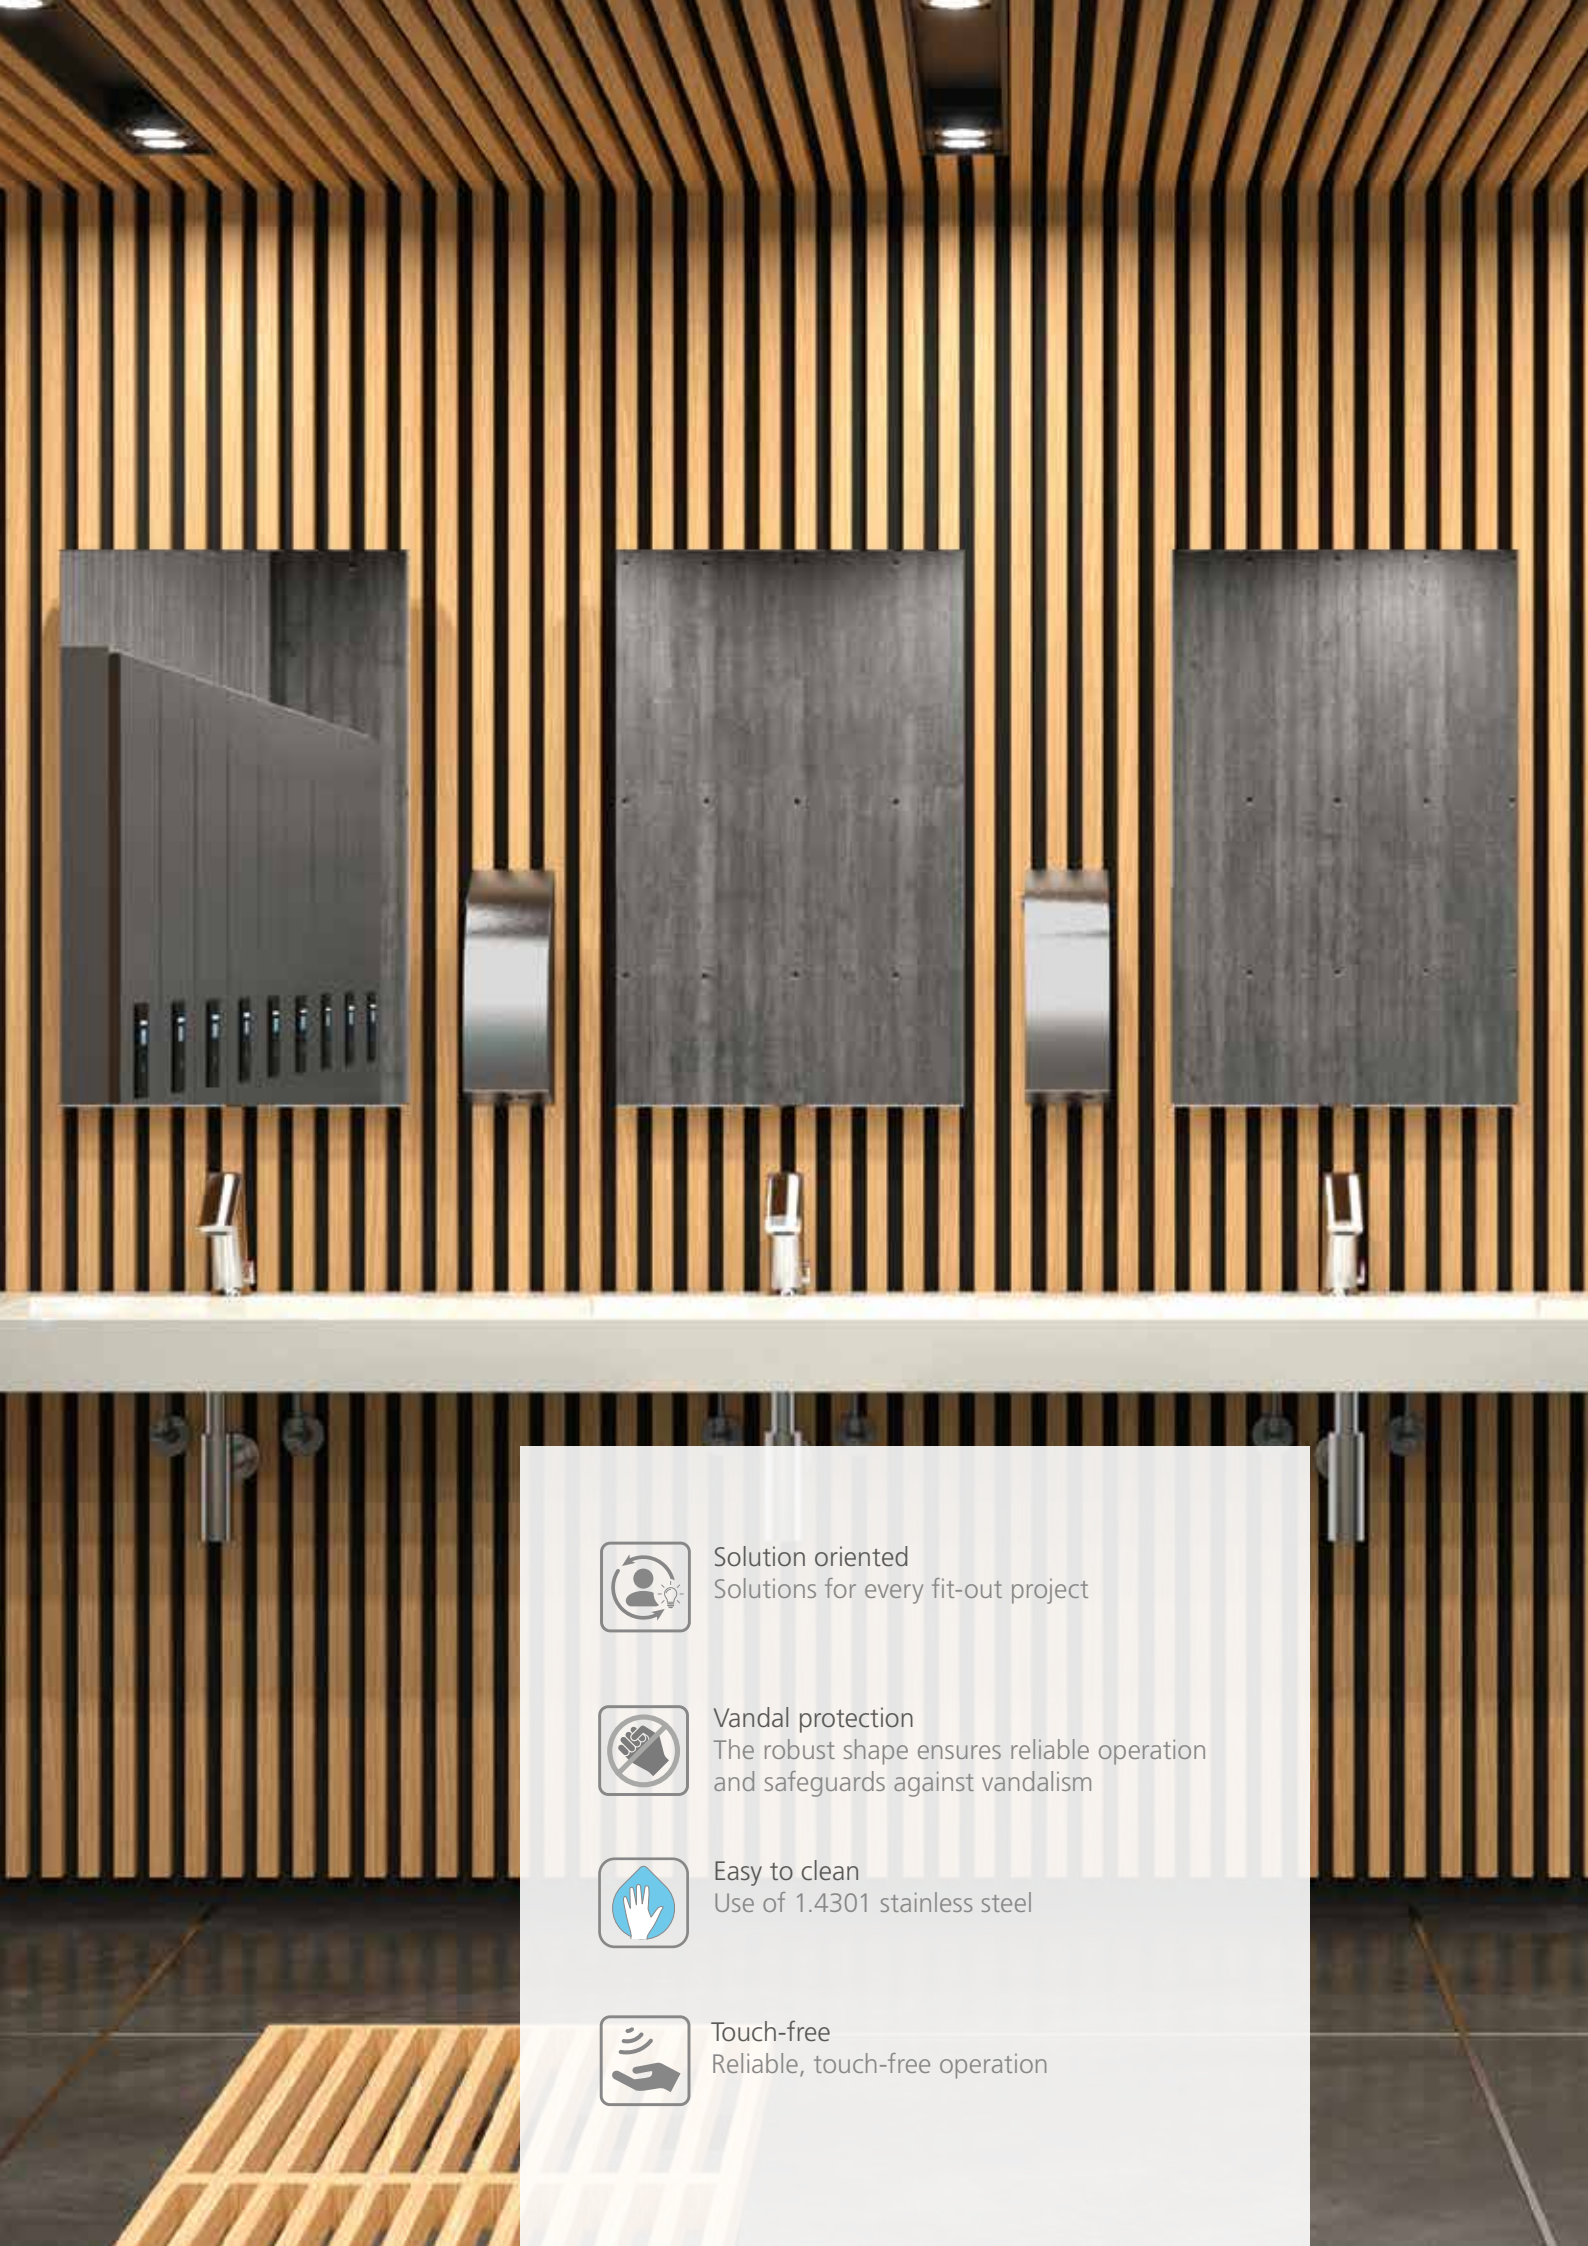 Solution oriented
Solutions for every fit-out project
Vandal protection
The robust shape ensures reliable operation
and safeguards against vandalism
Easy to clean
Use of 1.4301 stainless steel
Touch-free
Reliable, touch-free operation